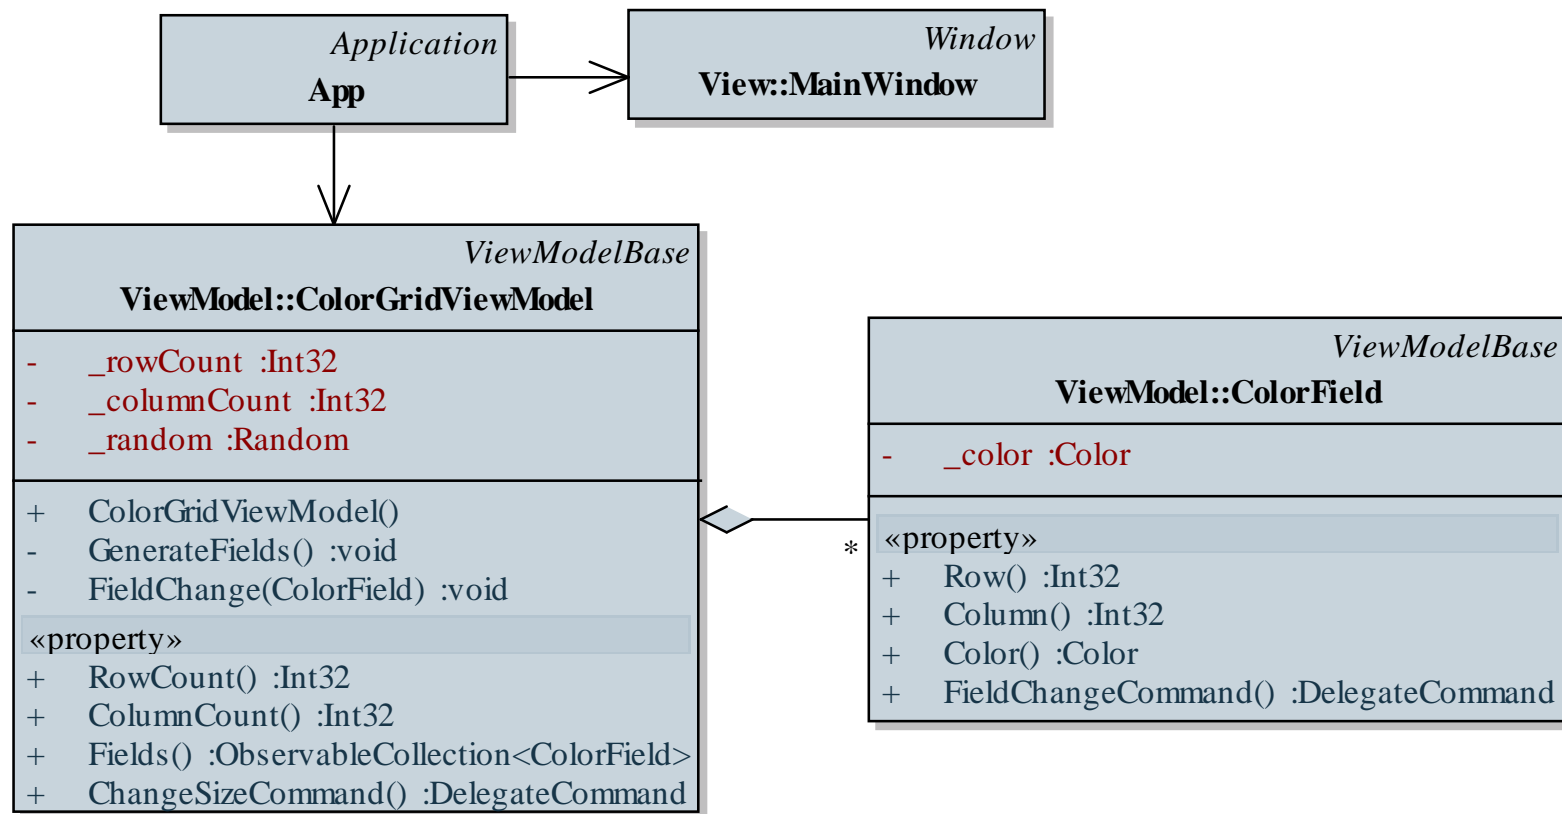 Application
App
Window
View::MainWindow
ViewModelBase
ViewModel::ColorGridViewModel
- _rowCount :Int32
- _columnCount :Int32
- _random :Random
+ ColorGridViewModel()
- GenerateFields() :void
- FieldChange(ColorField) :void
«property»
+ RowCount() :Int32
+ ColumnCount() :Int32
+ Fields() :ObservableCollection<ColorField>
+ ChangeSizeCommand() :DelegateCommand
*
ViewModelBase
ViewModel::ColorField
- _color :Color
«property»
+ Row() :Int32
+ Column() :Int32
+ Color() :Color
+ FieldChangeCommand() :DelegateCommand